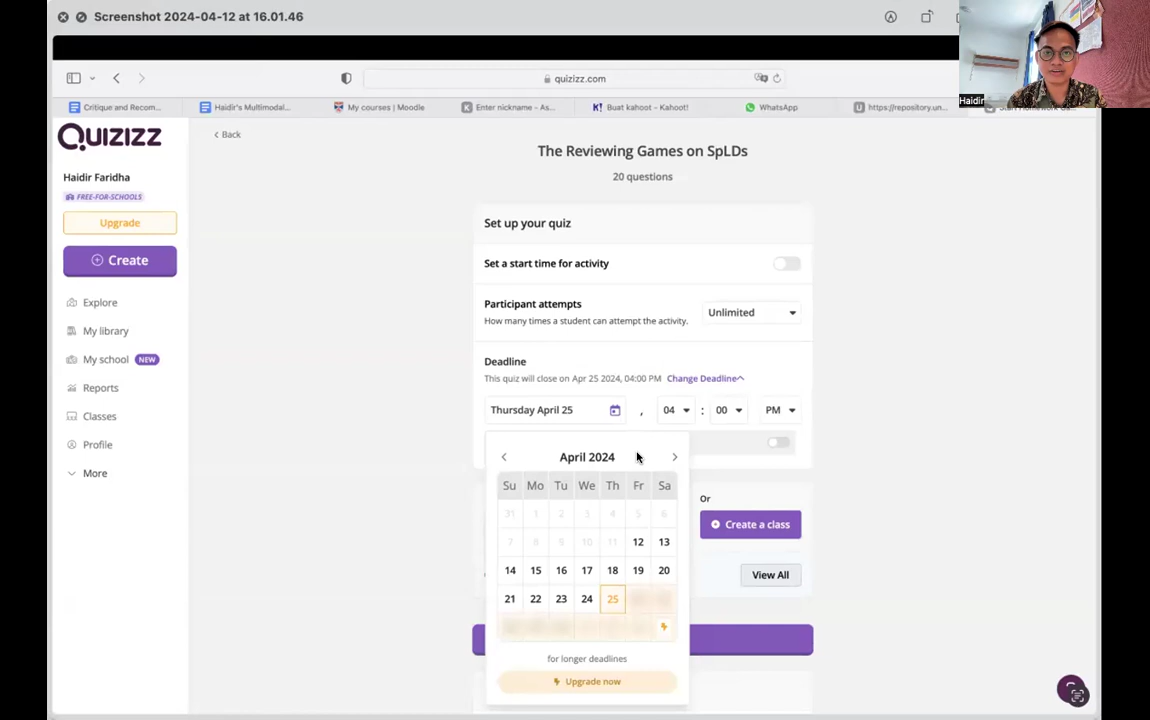 Screenshot 2024-04-12 at 16.01.46
Haidir
quizizz.com
Critique and Recom...
Haidir's Multimodal...
My courses | Moodle
Enter nickname - As...
K! Buat kahoot - Kahoot!
WhatsApp
https://repository.un...
QUIZIZZ
Haidir Faridha
FREE-FOR-SCHOOLS
Upgrade
Create
Explore
My library
My school NEW
Reports
Classes
Profile
More
Back
The Reviewing Games on SpLDs
20 questions
Set up your quiz
Set a start time for activity
Participant attempts
How many times a student can attempt the activity.
Unlimited
Deadline
This quiz will close on Apr 25 2024, 04:00 PM Change Deadline
Thursday April 25 , 04 : 00 PM
April 2024
Su Mo Tu We Th Fr Sa
31 1 2 3 4 5 6
7 8 9 10 11 12 13
14 15 16 17 18 19 20
21 22 23 24 25
for longer deadlines
Upgrade now
Or
Create a class
View All